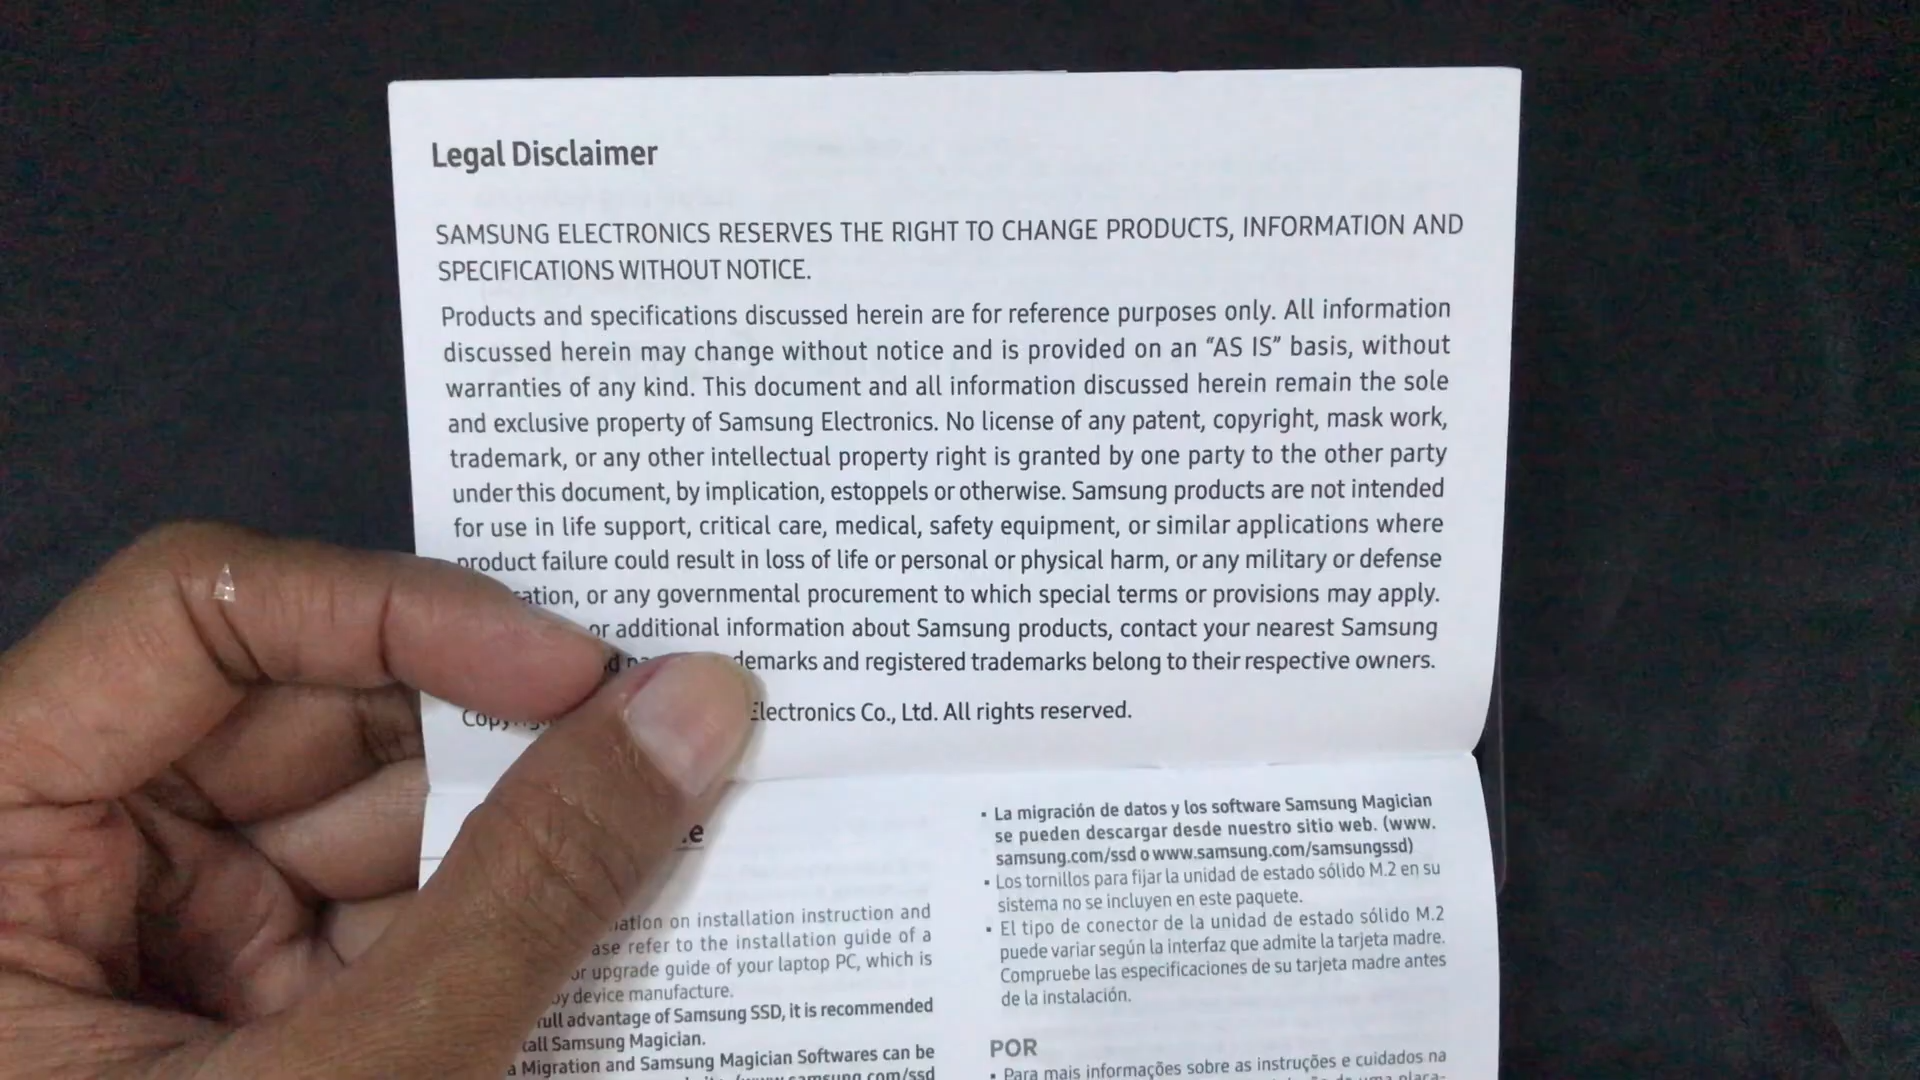 Legal Disclaimer
SAMSUNG ELECTRONICS RESERVES THE RIGHT TO CHANGE PRODUCTS, INFORMATION AND
SPECIFICATIONS WITHOUT NOTICE.
Products and specifications discussed herein are for reference purposes only. All information
discussed herein may change without notice and is provided on an “AS IS” basis, without
warranties of any kind. This document and all information discussed herein remain the sole
and exclusive property of Samsung Electronics. No license of any patent, copyright, mask work,
trademark, or any other intellectual property right is granted by one party to the other party
under this document, by implication, estoppels or otherwise. Samsung products are not intended
for use in life support, critical care, medical, safety equipment, or similar applications where
product failure could result in loss of life or personal or physical harm, or any military or defense
or any governmental procurement to which special terms or provisions may apply.
or additional information about Samsung products, contact your nearest Samsung
and registered trademarks belong to their respective owners.
Electronics Co., Ltd. All rights reserved.
on installation instruction and
refer to the installation guide of a
or upgrade guide of your laptop PC, which is
by device manufacture.
full advantage of Samsung SSD, it is recommended
Samsung Magician.
Migration and Samsung Magician Softwares can be
▪ La migración de datos y los software Samsung Magician
se pueden descargar desde nuestro sitio web. (www.
samsung.com/ssd o www.samsung.com/samsungssd)
▪ Los tornillos para fijar la unidad de estado sólido M.2 en su
sistema no se incluyen en este paquete.
▪ El tipo de conector de la unidad de estado sólido M.2
puede variar según la interfaz que admite la tarjeta madre.
Compruebe las especificaciones de su tarjeta madre antes
de la instalación.
POR
▪ Para mais informações sobre as instruções e cuidados na